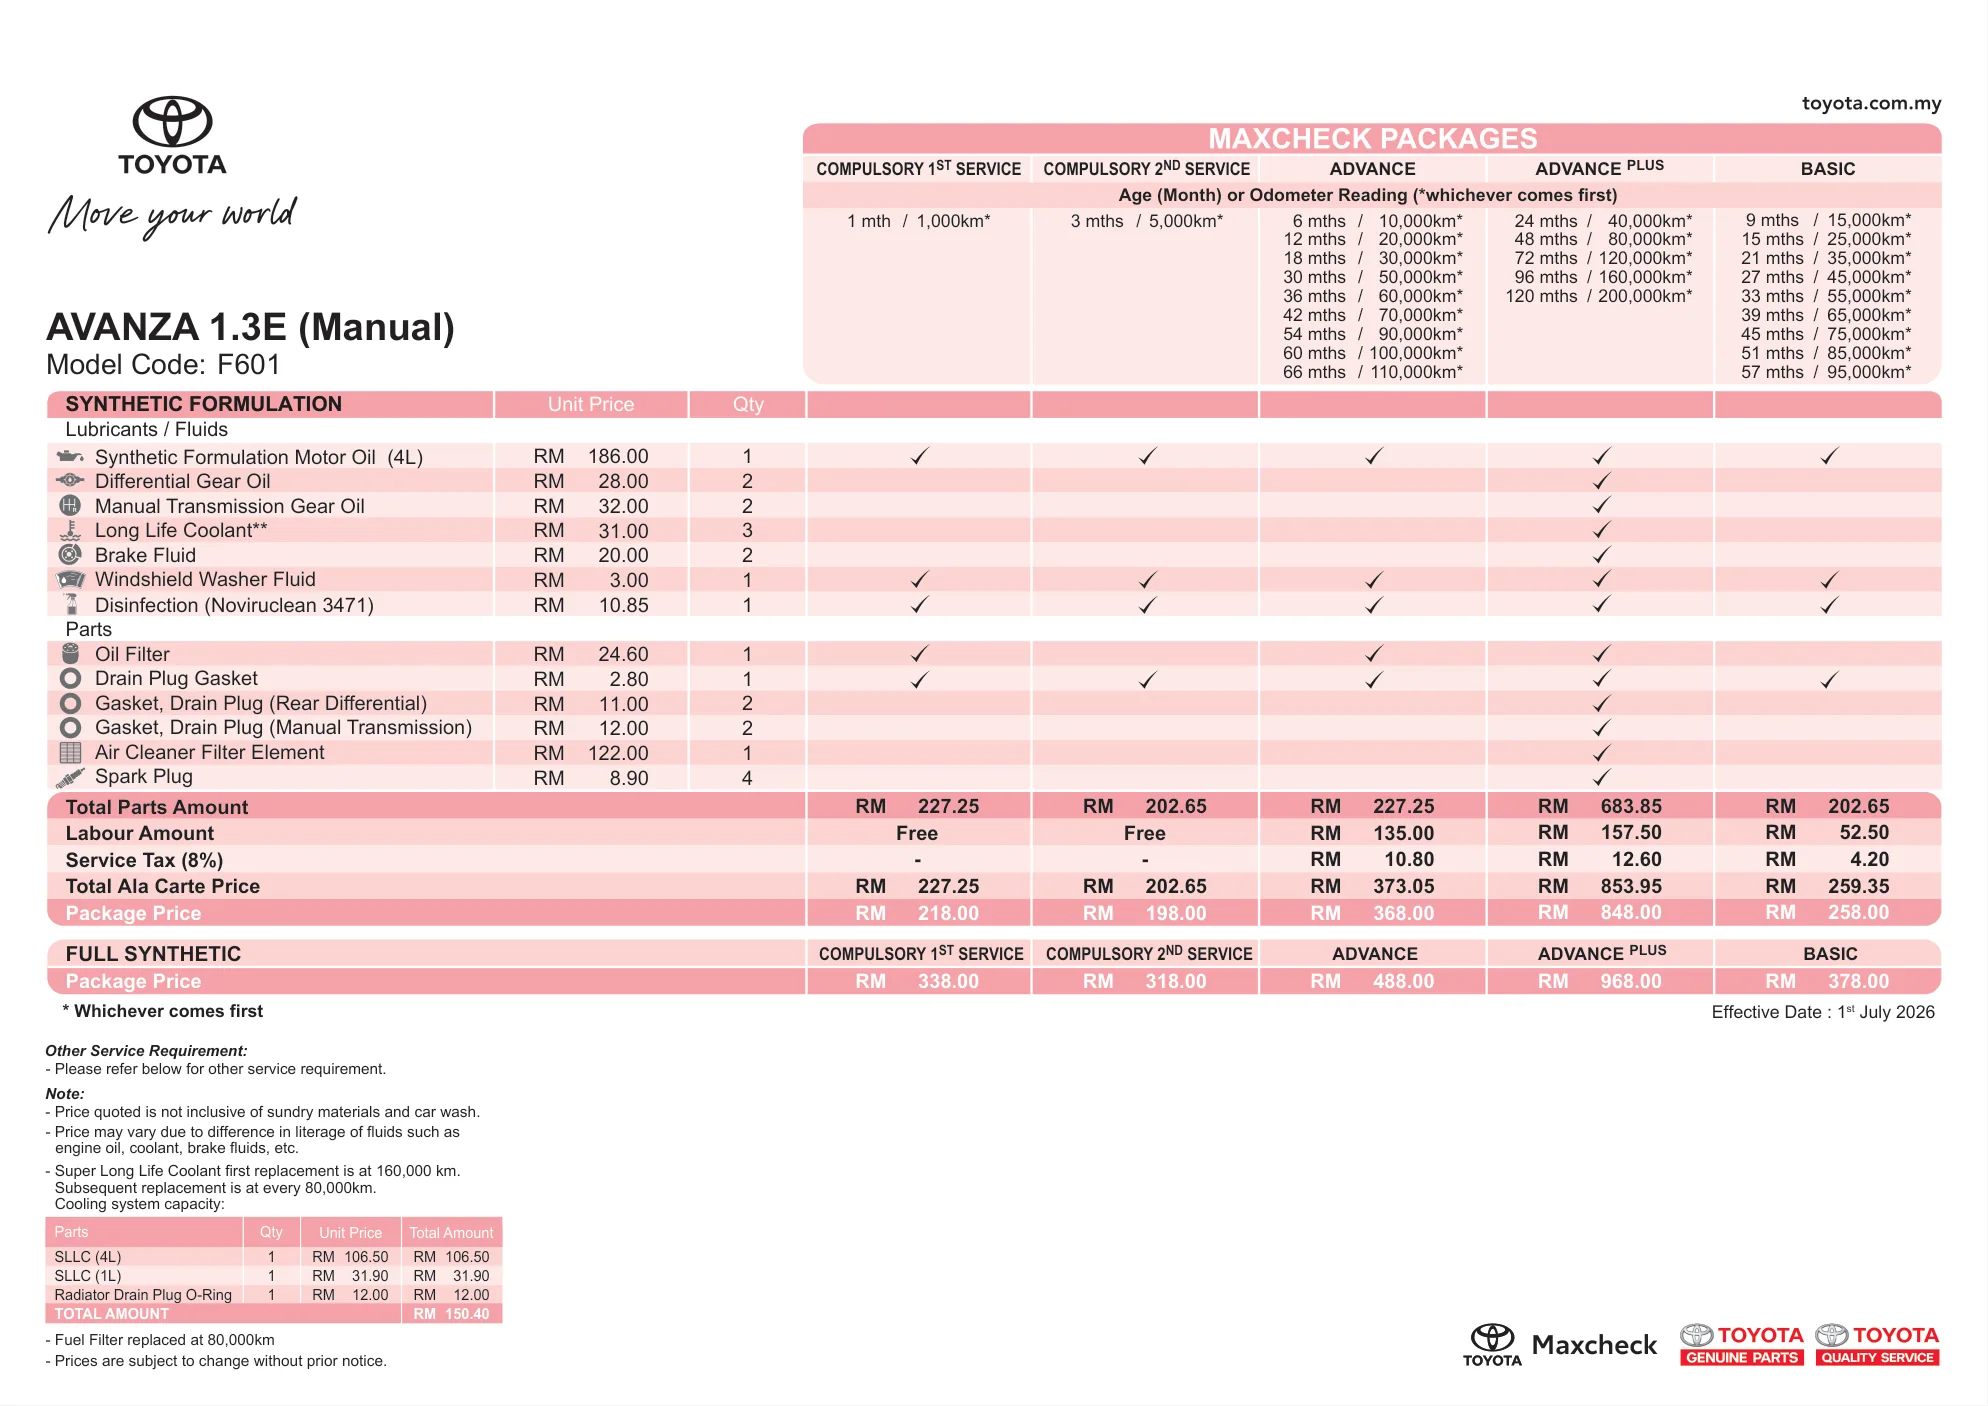 TOYOTA
Move your world
toyota.com.my
MAXCHECK PACKAGES
COMPULSORY 1ST SERVICE COMPULSORY 2ND SERVICE ADVANCE ADVANCE PLUS BASIC
Age (Month) or Odometer Reading (*whichever comes first)
1 mth / 1,000km* 3 mths / 5,000km* 6 mths / 10,000km* 24 mths / 40,000km* 9 mths / 15,000km*
12 mths / 20,000km* 48 mths / 80,000km* 15 mths / 25,000km*
18 mths / 30,000km* 72 mths / 120,000km* 21 mths / 35,000km*
30 mths / 50,000km* 96 mths / 160,000km* 27 mths / 45,000km*
36 mths / 60,000km* 120 mths / 200,000km* 33 mths / 55,000km*
42 mths / 70,000km* 39 mths / 65,000km*
54 mths / 90,000km* 45 mths / 75,000km*
60 mths / 100,000km* 51 mths / 85,000km*
66 mths / 110,000km* 57 mths / 95,000km*
AVANZA 1.3E (Manual)
Model Code: F601
SYNTHETIC FORMULATION Unit Price Qty
Lubricants / Fluids
Synthetic Formulation Motor Oil (4L) RM 186.00 1 ✓ ✓ ✓ ✓ ✓
Differential Gear Oil RM 28.00 2 ✓
Manual Transmission Gear Oil RM 32.00 2 ✓
Long Life Coolant** RM 31.00 3 ✓
Brake Fluid RM 20.00 2 ✓
Windshield Washer Fluid RM 3.00 1 ✓ ✓ ✓ ✓ ✓
Disinfection (Noviruclean 3471) RM 10.85 1 ✓ ✓ ✓ ✓ ✓
Parts
Oil Filter RM 24.60 1 ✓ ✓ ✓
Drain Plug Gasket RM 2.80 1 ✓ ✓ ✓ ✓ ✓
Gasket, Drain Plug (Rear Differential) RM 11.00 2 ✓
Gasket, Drain Plug (Manual Transmission) RM 12.00 2 ✓
Air Cleaner Filter Element RM 122.00 1 ✓
Spark Plug RM 8.90 4 ✓
Total Parts Amount RM 227.25 RM 202.65 RM 227.25 RM 683.85 RM 202.65
Labour Amount Free Free RM 135.00 RM 157.50 RM 52.50
Service Tax (8%) - - RM 10.80 RM 12.60 RM 4.20
Total Ala Carte Price RM 227.25 RM 202.65 RM 373.05 RM 853.95 RM 259.35
Package Price RM 218.00 RM 198.00 RM 368.00 RM 848.00 RM 258.00
FULL SYNTHETIC COMPULSORY 1ST SERVICE COMPULSORY 2ND SERVICE ADVANCE ADVANCE PLUS BASIC
Package Price RM 338.00 RM 318.00 RM 488.00 RM 968.00 RM 378.00
* Whichever comes first
Effective Date : 1st July 2026
Other Service Requirement:
- Please refer below for other service requirement.
Note:
- Price quoted is not inclusive of sundry materials and car wash.
- Price may vary due to difference in literage of fluids such as
engine oil, coolant, brake fluids, etc.
- Super Long Life Coolant first replacement is at 160,000 km.
Subsequent replacement is at every 80,000km.
Cooling system capacity:
Parts Qty Unit Price Total Amount
SLLC (4L) 1 RM 106.50 RM 106.50
SLLC (1L) 1 RM 31.90 RM 31.90
Radiator Drain Plug O-Ring 1 RM 12.00 RM 12.00
TOTAL AMOUNT RM 150.40
- Fuel Filter replaced at 80,000km
- Prices are subject to change without prior notice.
TOYOTA Maxcheck
TOYOTA
GENUINE PARTS
TOYOTA
QUALITY SERVICE